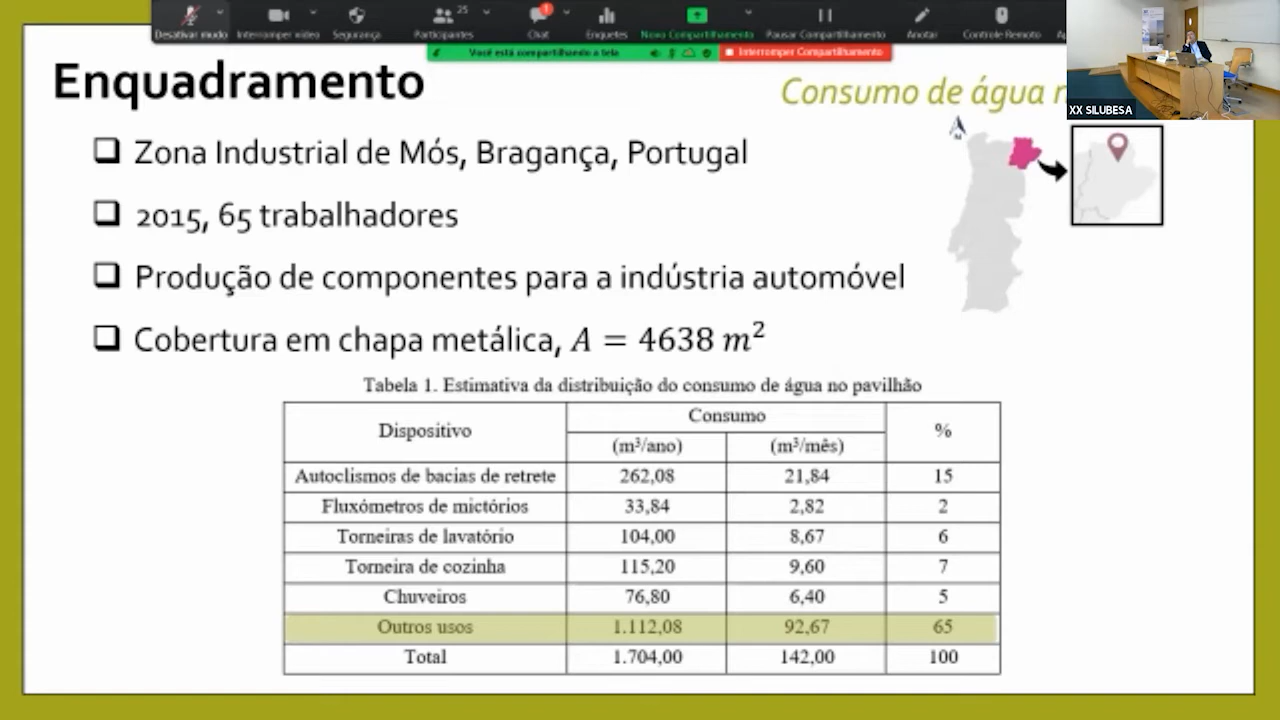 Desativar mudo
Interromper vídeo
Segurança
Participantes
25
Chat
1
Enquetes
Novo Compartilhamento
Pausar Compartilhamento
Anotar
Controle Remoto
Você está compartilhando a tela
Interromper Compartilhamento
XX SILUBESA
Enquadramento
Consumo de água
Zona Industrial de Mós, Bragança, Portugal
2015, 65 trabalhadores
Produção de componentes para a indústria automóvel
Cobertura em chapa metálica, A = 4638 m²
Tabela 1. Estimativa da distribuição do consumo de água no pavilhão
Dispositivo Consumo %
(m³/ano) (m³/mês)
Autoclismos de bacias de retrete 262,08 21,84 15
Fluxómetros de mictórios 33,84 2,82 2
Torneiras de lavatório 104,00 8,67 6
Torneira de cozinha 115,20 9,60 7
Chuveiros 76,80 6,40 5
Outros usos 1.112,08 92,67 65
Total 1.704,00 142,00 100